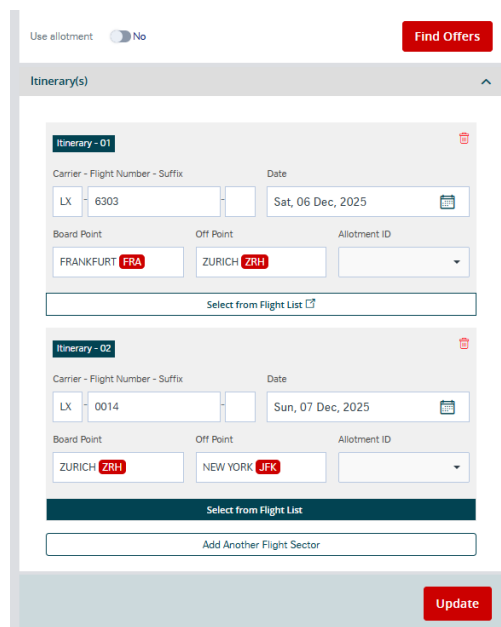 Use allotment No Find Offers
Itinerary(s)
Itinerary - 01
Carrier - Flight Number - Suffix Date
LX - 6303 - Sat, 06 Dec, 2025
Board Point Off Point Allotment ID
FRANKFURT FRA ZURICH ZRH
Select from Flight List
Itinerary - 02
Carrier - Flight Number - Suffix Date
LX - 0014 - Sun, 07 Dec, 2025
Board Point Off Point Allotment ID
ZURICH ZRH NEW YORK JFK
Select from Flight List
Add Another Flight Sector
Update